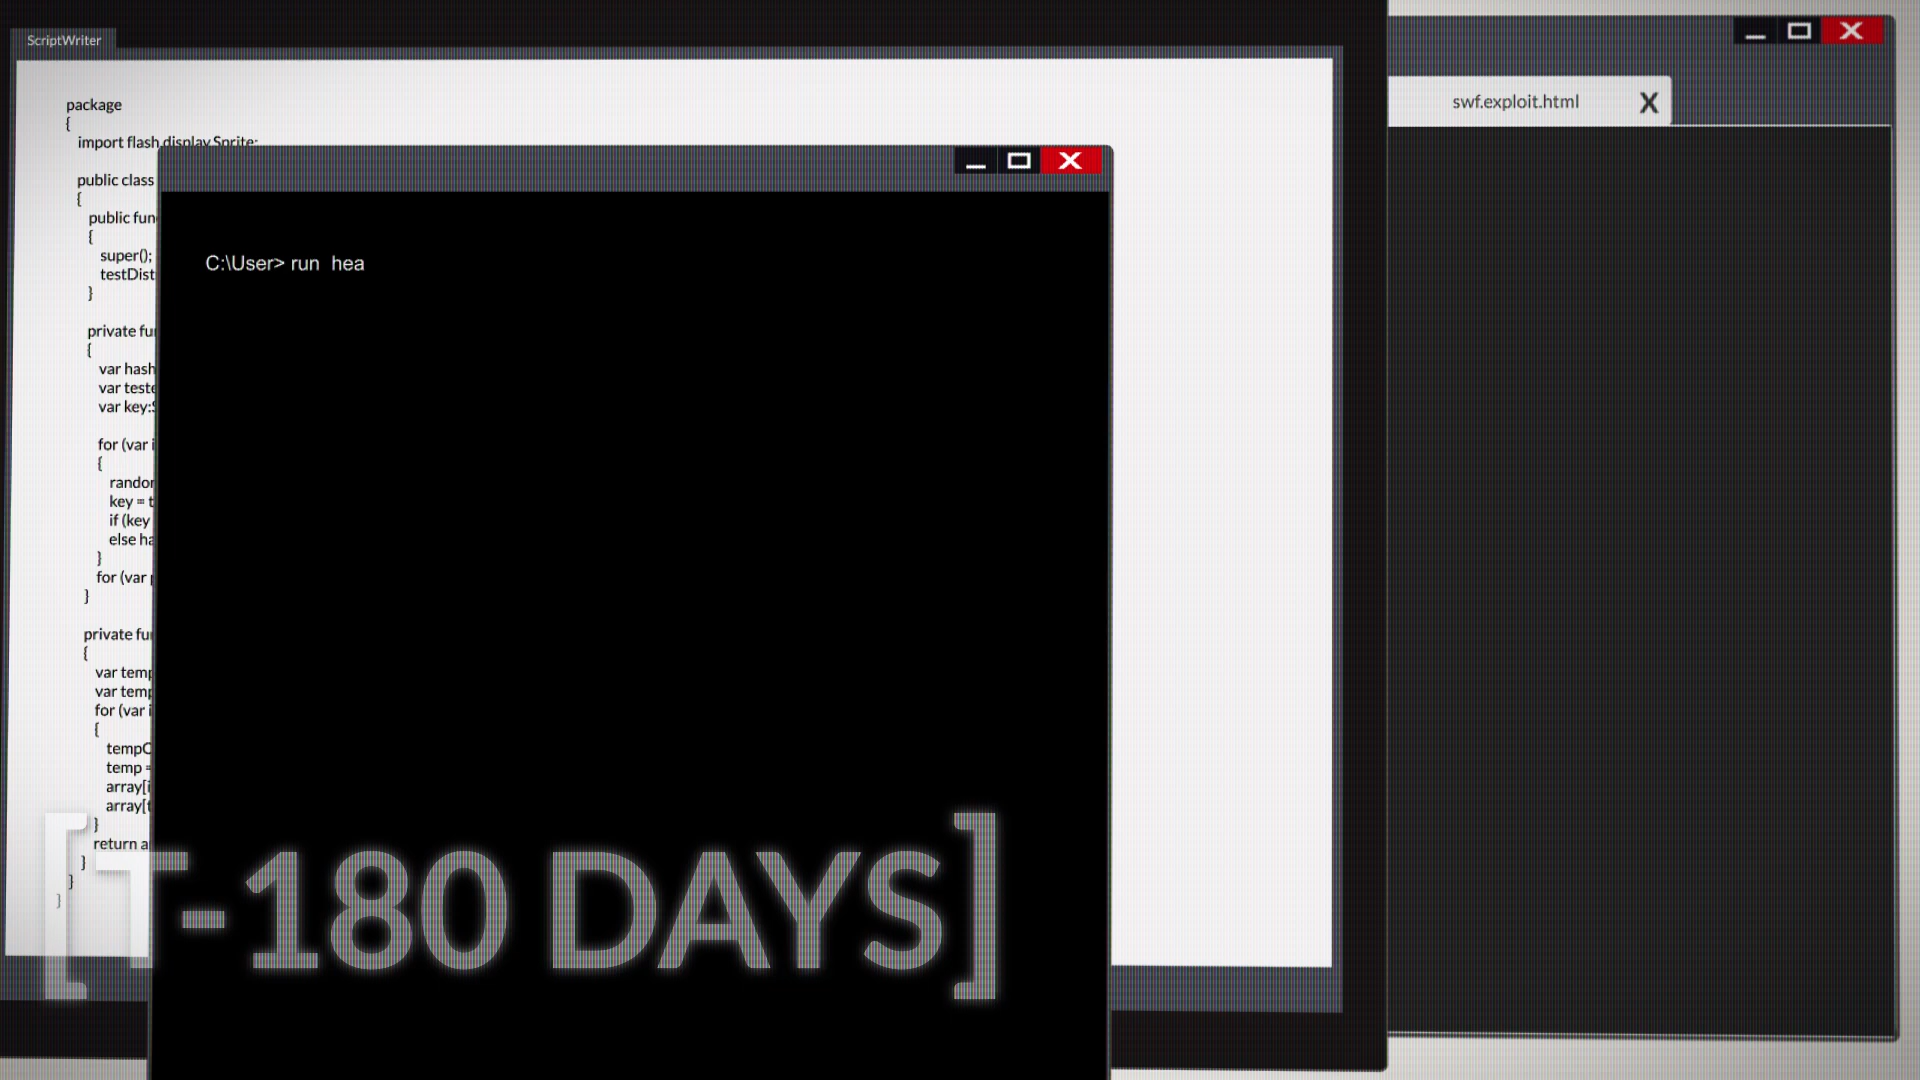 ScriptWriter
swf.exploit.html
package
{
import flash.display.Sprite;
public class
{
public fun
{
super();
testDist
}
private fu
{
var hash
var teste
var key:S
for (var i
{
random
key = t
if (key
else ha
}
for (var p
}
private fu
{
var temp
var temp
for (var i
{
tempC
temp =
array[i
array[t
}
return a
}
}
}
C:\User> run hea
[T-180 DAYS]